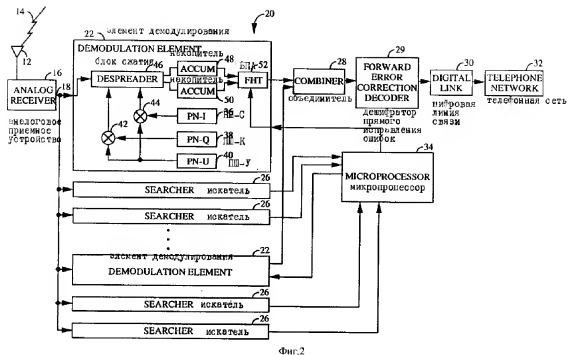 элемент демодулирования
20
14
22
DEMODULATION ELEMENT
накопитель
блок сжатия
46
48
12
БПА
52
29
16
18
DESPREADER
ACCUM
FHT
28
30
32
ANALOG
RECEIVER
накопитель
ACCUM
COMBINER
FORWARD
ERROR
CORRECTION
DECODER
DIGITAL
LINK
TELEPHONE
NETWORK
аналоговое
приемное
устройство
50
объединитель
телефонная сеть
44
42
PN-I
36
ПШ-С
дешифратор
прямого
исправления
ошибок
цифровая
линия
связи
PN-Q
38
ПШ-К
PN-U
40
ПШ-У
34
26
SEARCHER искатель
MICROPROCESSOR
микропроцессор
26
SEARCHER искатель
элемент демодулирования
22
DEMODULATION ELEMENT
26
SEARCHER искатель
26
SEARCHER искатель
Фиг.2